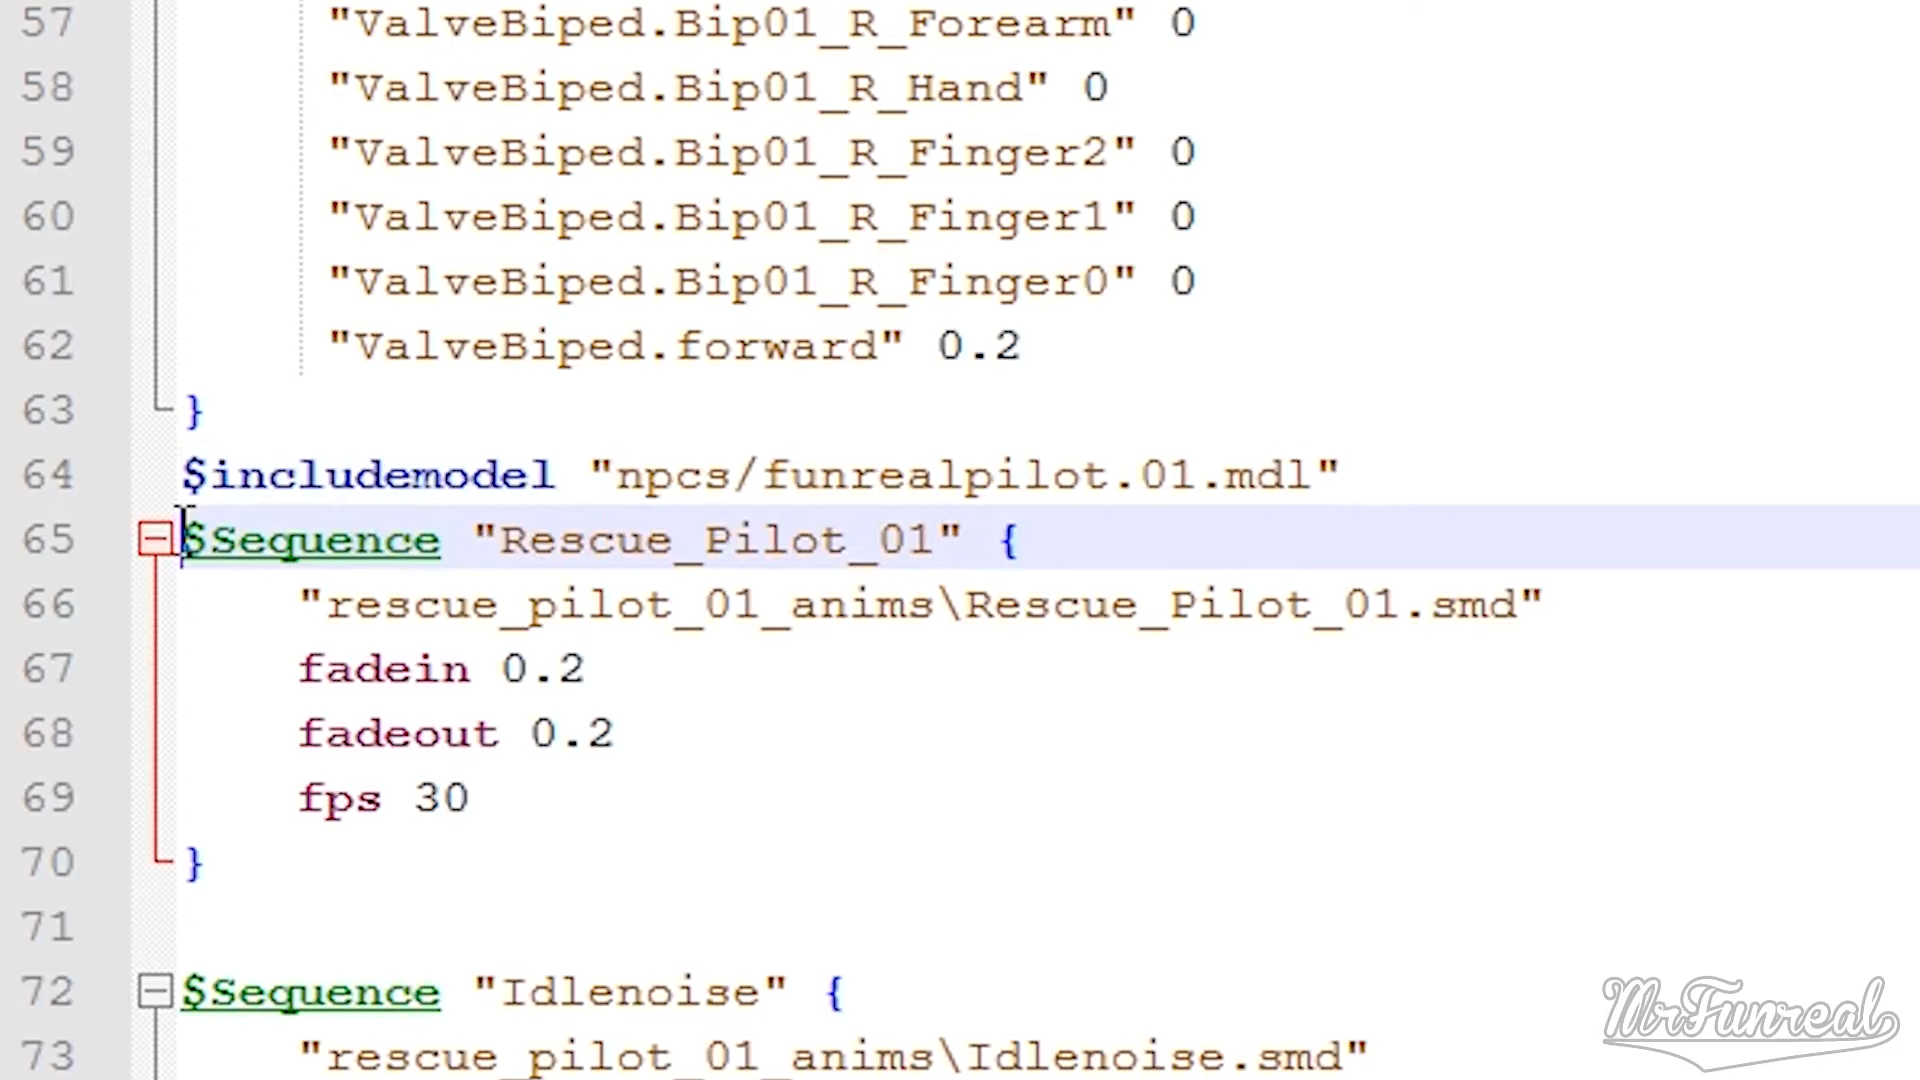 57 "ValveBiped.Bip01_R_Forearm" 0
58 "ValveBiped.Bip01_R_Hand" 0
59 "ValveBiped.Bip01_R_Finger2" 0
60 "ValveBiped.Bip01_R_Finger1" 0
61 "ValveBiped.Bip01_R_Finger0" 0
62 "ValveBiped.forward" 0.2
63 }
64 $includemodel "npcs/funrealpilot.01.mdl"
65 $Sequence "Rescue_Pilot_01" {
66 "rescue_pilot_01_anims\Rescue_Pilot_01.smd"
67 fadein 0.2
68 fadeout 0.2
69 fps 30
70 }
71
72 $Sequence "Idlenoise" {
73 "rescue_pilot_01_anims\Idlenoise.smd"
MrFunreal